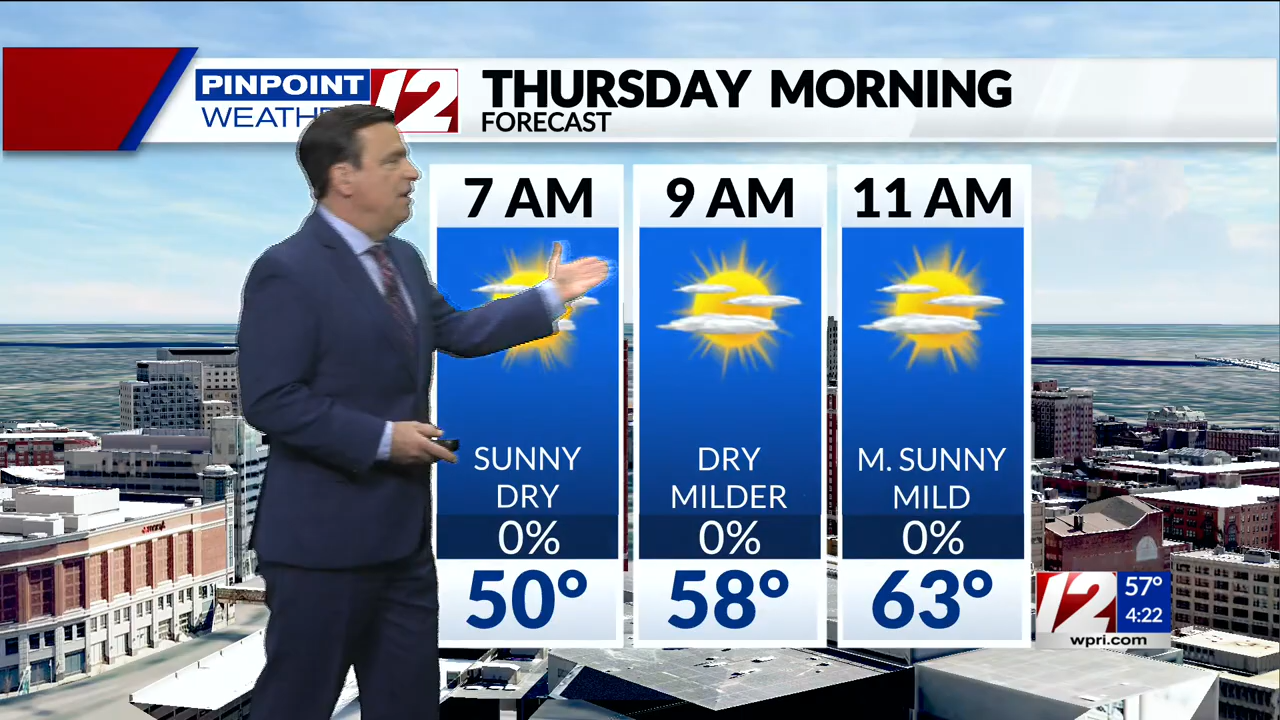 PINPOINT
WEATHE
12
THURSDAY MORNING
FORECAST
7 AM
SUNNY
DRY
0%
50°
9 AM
DRY
MILDER
0%
58°
11 AM
M. SUNNY
MILD
0%
63°
12
57°
4:22
wpri.com